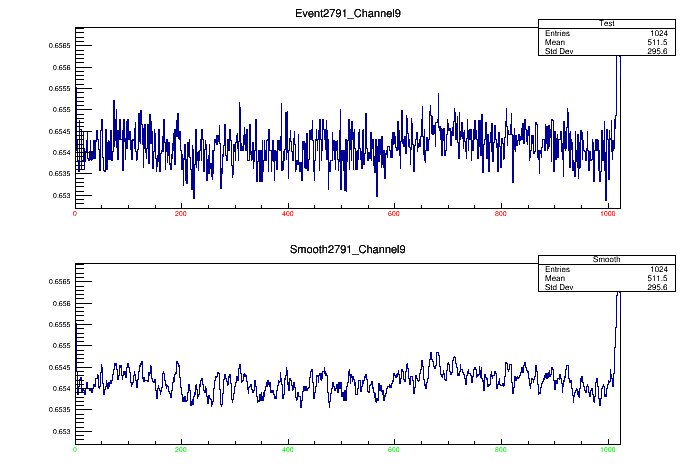 Event2791_Channel9
Test
Entries 1024
Mean 511.5
Std Dev 295.6
0.6565
0.656
0.6555
0.655
0.6545
0.654
0.6535
0.653
0 200 400 600 800 1000
Smooth2791_Channel9
Smooth
Entries 1024
Mean 511.5
Std Dev 295.6
0.6565
0.656
0.6555
0.655
0.6545
0.654
0.6535
0.653
0 200 400 600 800 1000